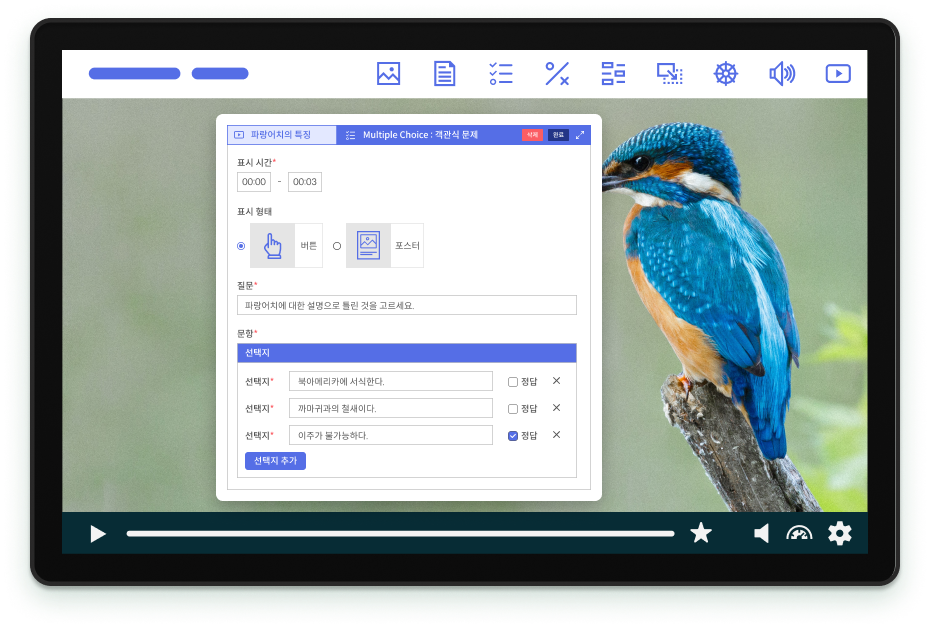 파랑어치의 특징
Multiple Choice : 객관식 문제
삭제
완료
표시 시간*
00:00 - 00:03
표시 형태
버튼
포스터
질문*
파랑어치에 대한 설명으로 틀린 것을 고르세요.
문항*
선택지
선택지* 북아메리카에 서식한다. 정답
선택지* 까마귀과의 철새이다. 정답
선택지* 이주가 불가능하다. 정답
선택지 추가